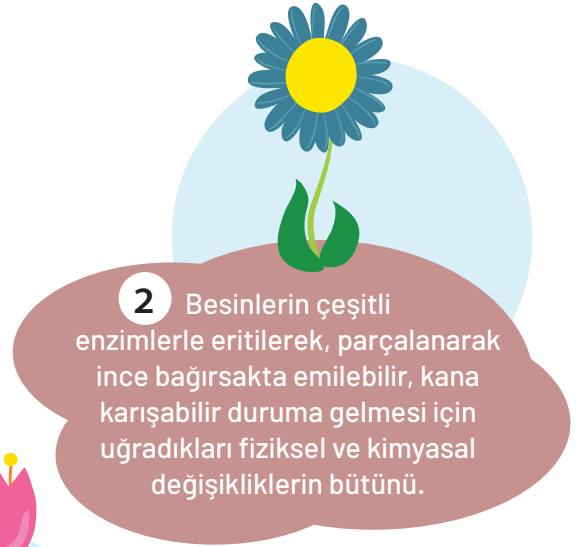 2 Besinlerin çeşitli
enzimlerle eritilerek, parçalanarak
ince bağırsakta emilebilir, kana
karışabilir duruma gelmesi için
uğradıkları fiziksel ve kimyasal
değişikliklerin bütünü.